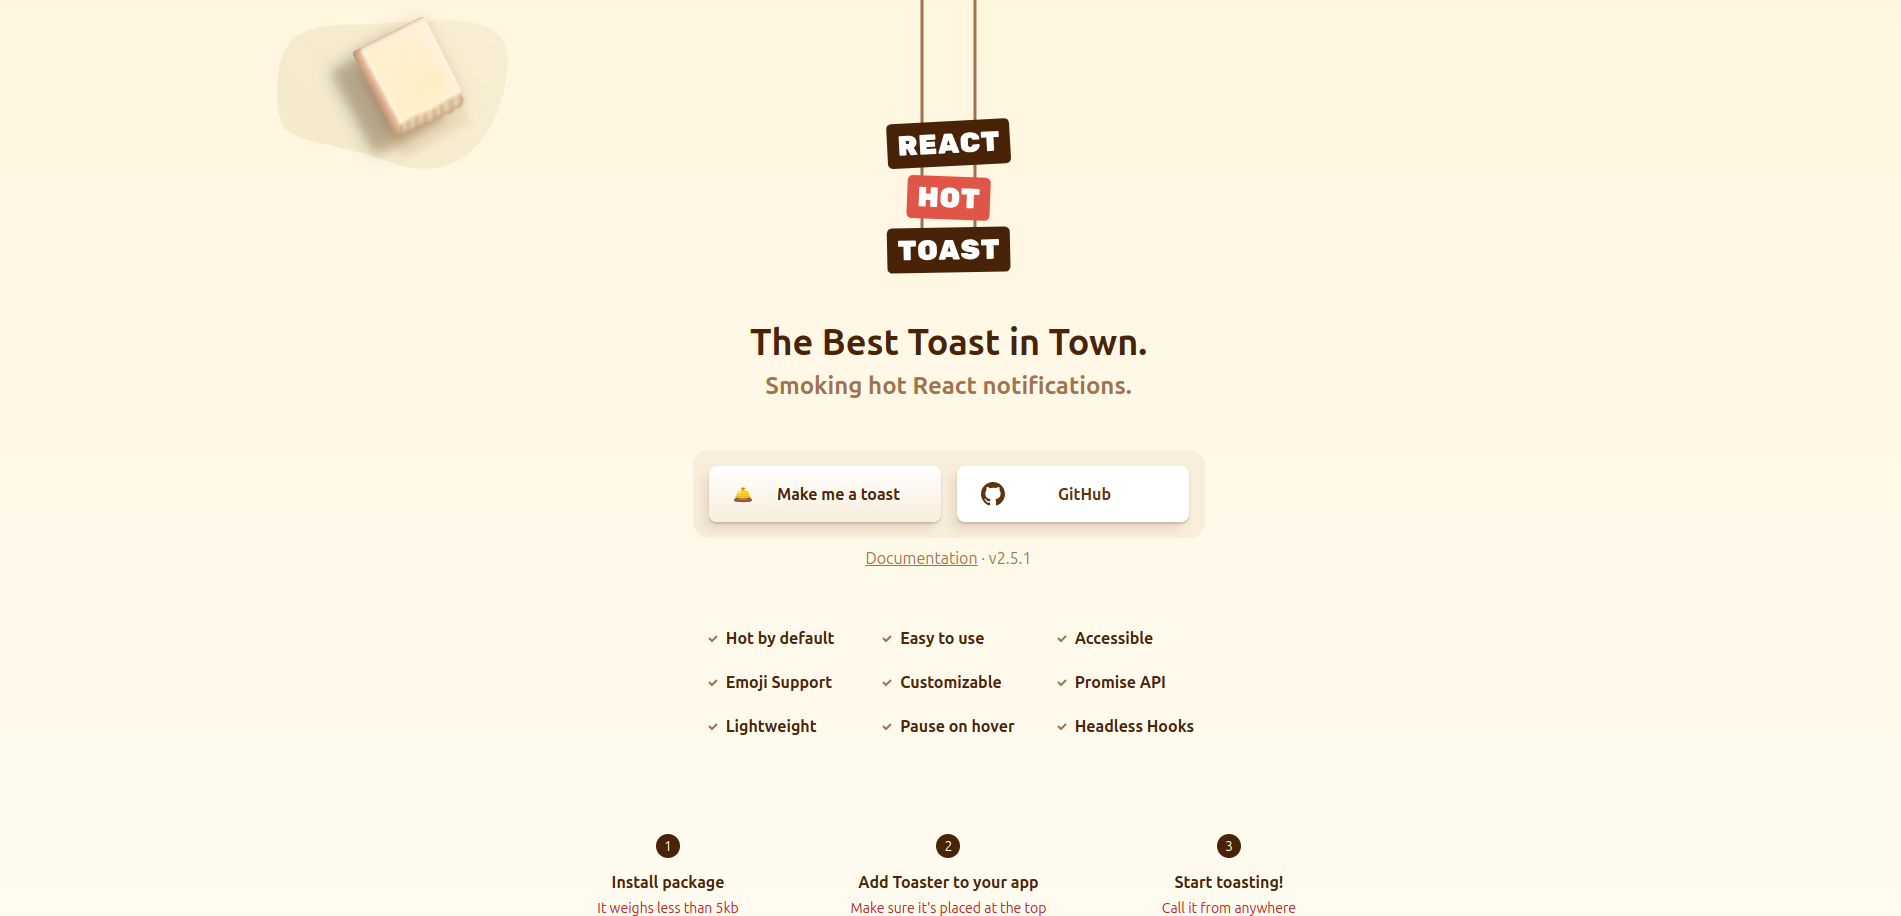 REACT
HOT
TOAST
The Best Toast in Town.
Smoking hot React notifications.
Make me a toast
GitHub
Documentation · v2.5.1
Hot by default
Easy to use
Accessible
Emoji Support
Customizable
Promise API
Lightweight
Pause on hover
Headless Hooks
1
2
3
Install package
Add Toaster to your app
Start toasting!
It weighs less than 5kb
Make sure it's placed at the top
Call it from anywhere